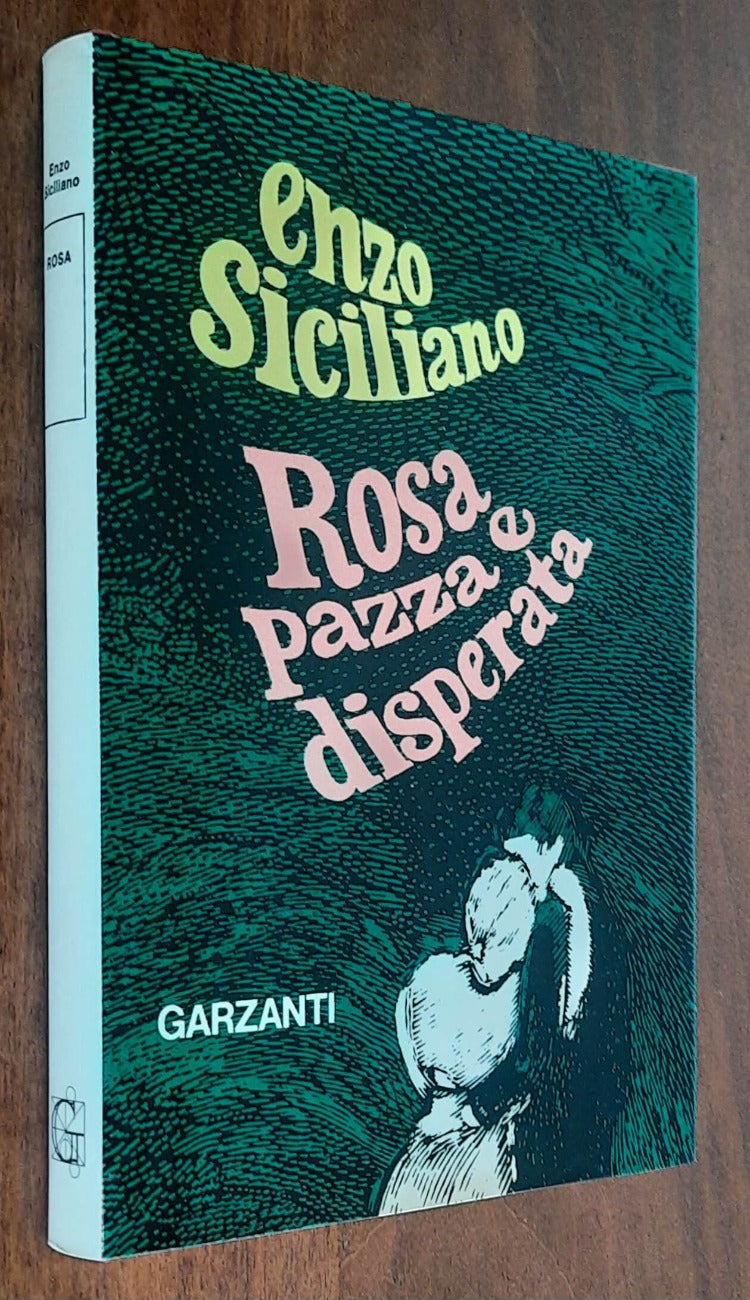 Enzo
Siciliano
ROSA
enzo
Siciliano
Rosa
pazza e
disperata
GARZANTI